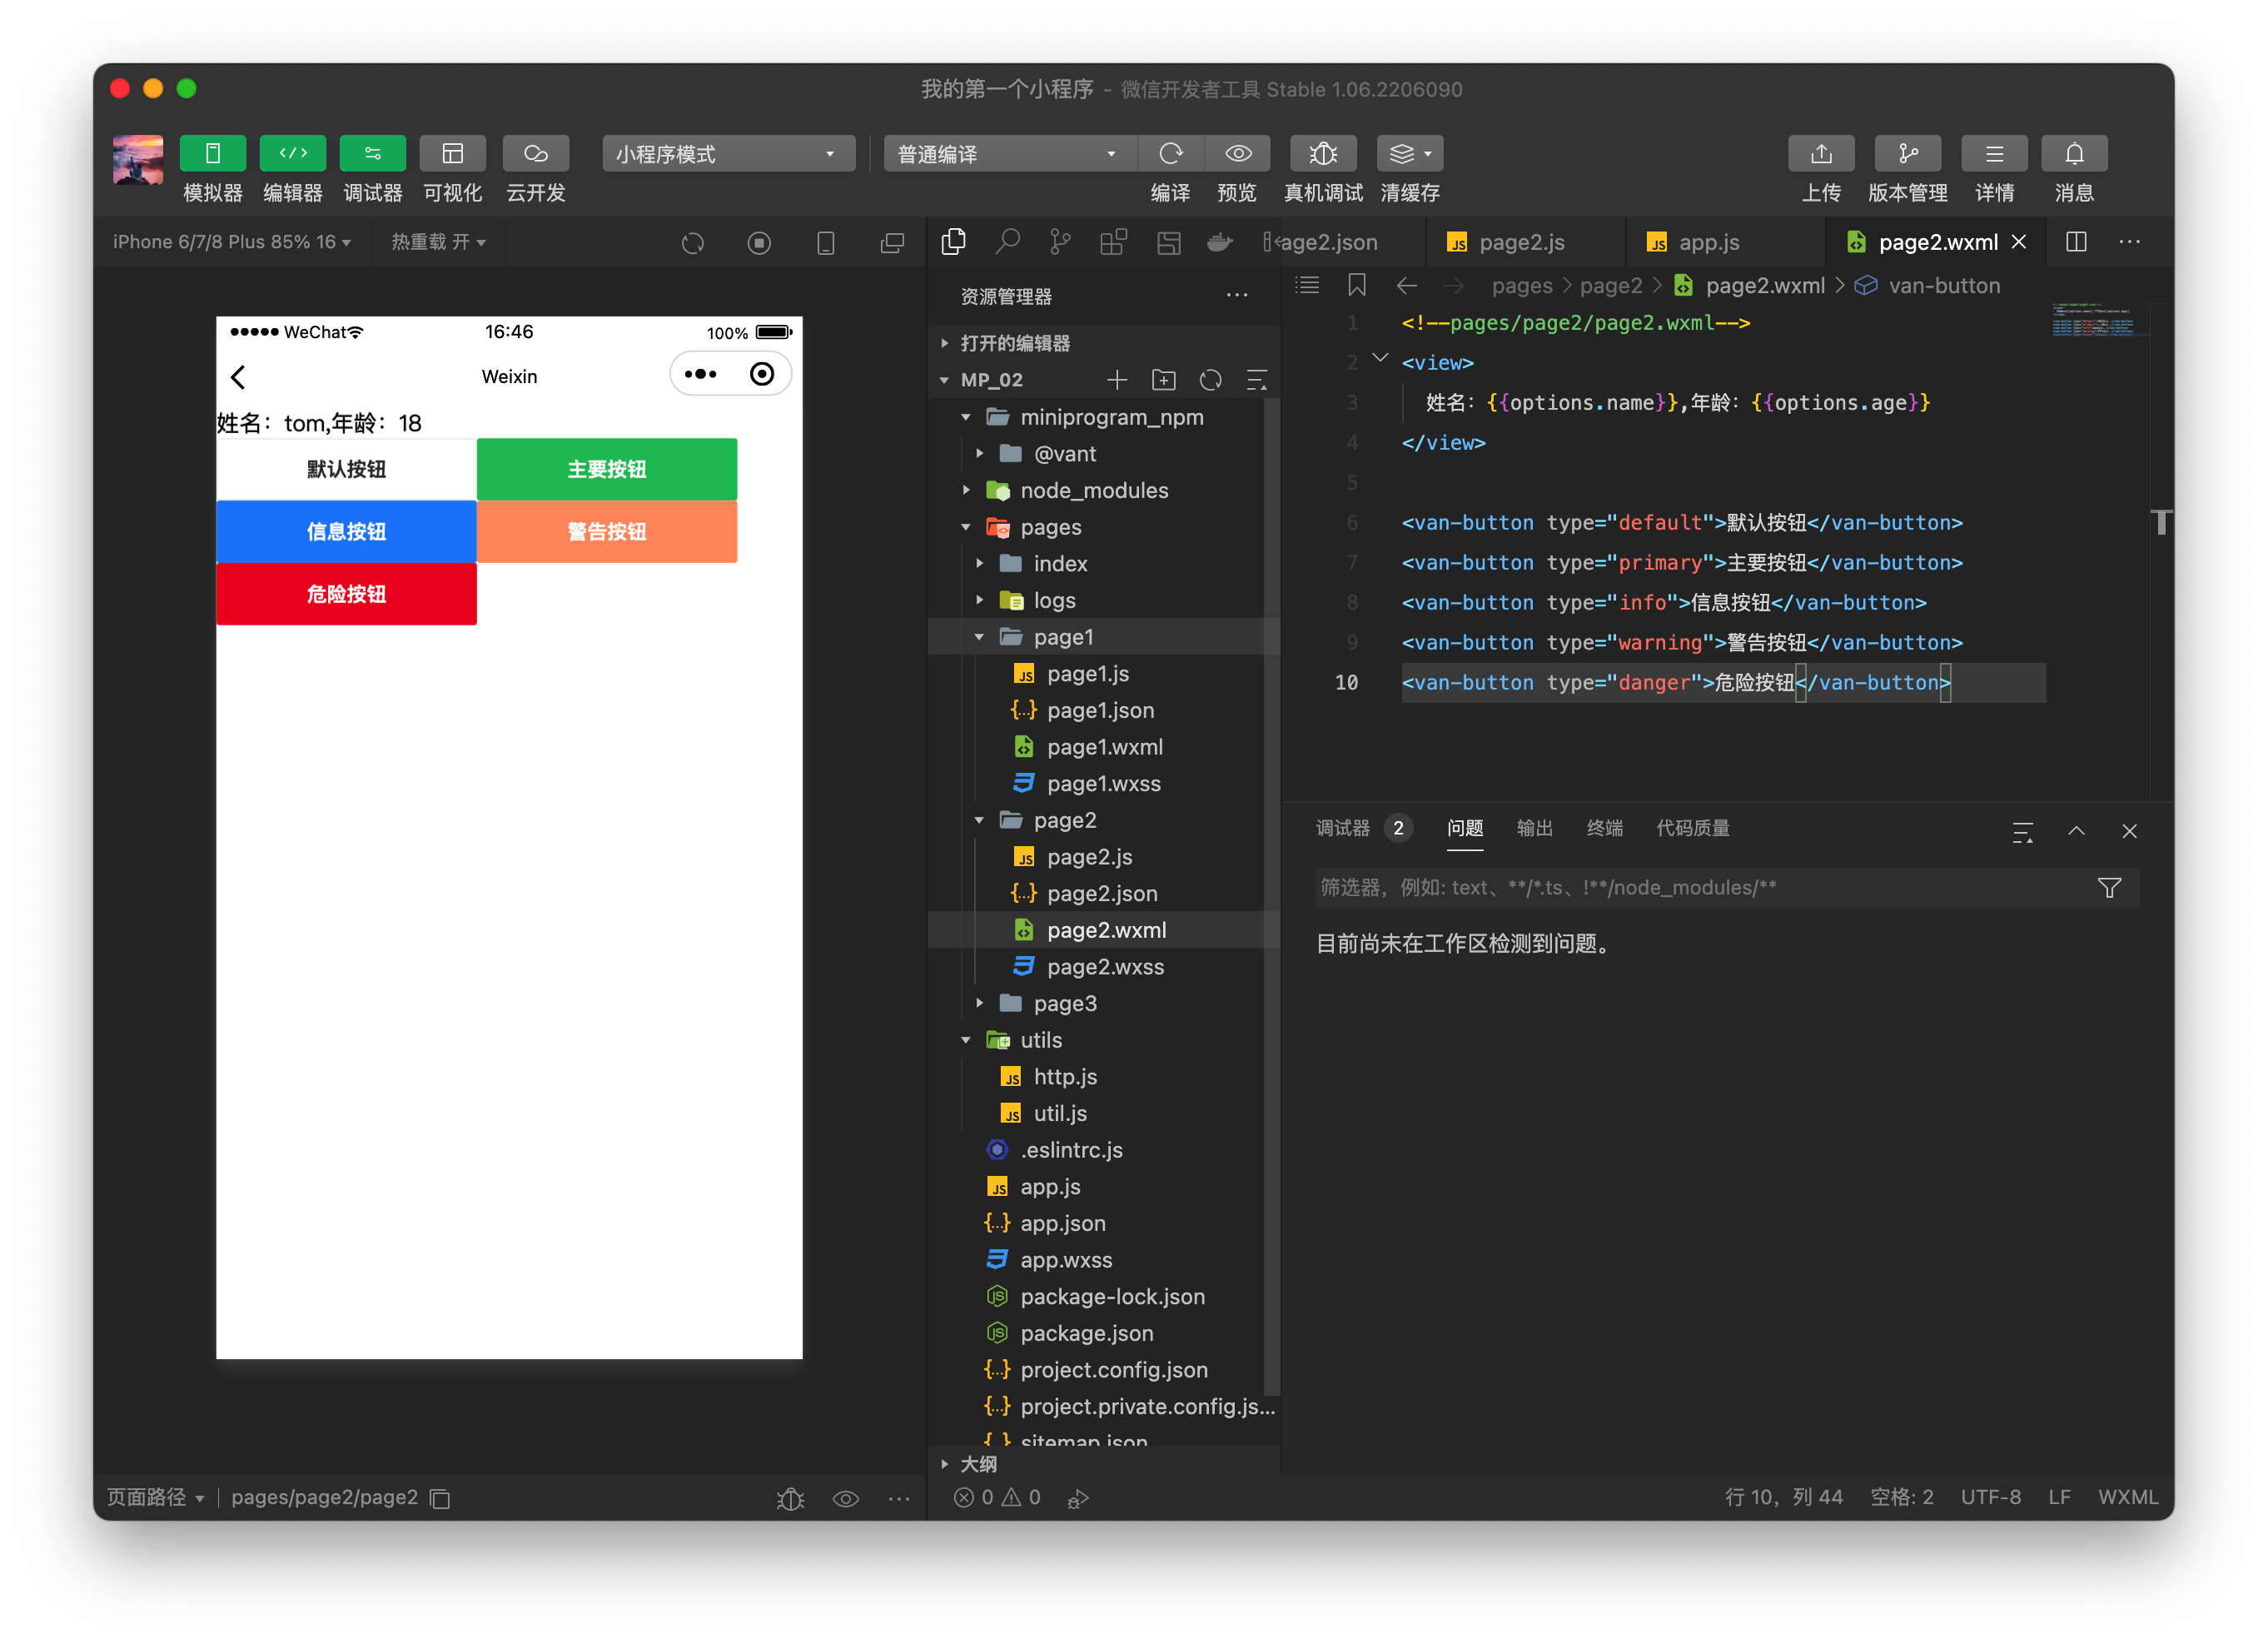 我的第一个小程序 - 微信开发者工具 Stable 1.06.2206090
模拟器 编辑器 调试器 可视化 云开发
小程序模式
普通编译
编译 预览 真机调试 清缓存
上传 版本管理 详情 消息
iPhone 6/7/8 Plus 85% 16
热重载 开
WeChat
16:46
100%
Weixin
姓名：tom,年龄：18
默认按钮
主要按钮
信息按钮
警告按钮
危险按钮
页面路径
pages/page2/page2
资源管理器
打开的编辑器
MP_02
miniprogram_npm
@vant
node_modules
pages
index
logs
page1
page1.js
page1.json
page1.wxml
page1.wxss
page2
page2.js
page2.json
page2.wxml
page2.wxss
page3
utils
http.js
util.js
.eslintrc.js
app.js
app.json
app.wxss
package-lock.json
package.json
project.config.json
project.private.config.js...
sitemap.json
大纲
0 0
age2.json
page2.js
app.js
page2.wxml
pages > page2 > page2.wxml > van-button
1 <!--pages/page2/page2.wxml-->
2 <view>
3 姓名：{{options.name}},年龄：{{options.age}}
4 </view>
5
6 <van-button type="default">默认按钮</van-button>
7 <van-button type="primary">主要按钮</van-button>
8 <van-button type="info">信息按钮</van-button>
9 <van-button type="warning">警告按钮</van-button>
10 <van-button type="danger">危险按钮</van-button>
调试器 2 问题 输出 终端 代码质量
筛选器，例如: text、**/*.ts、!**/node_modules/**
目前尚未在工作区检测到问题。
行 10，列 44 空格: 2 UTF-8 LF WXML